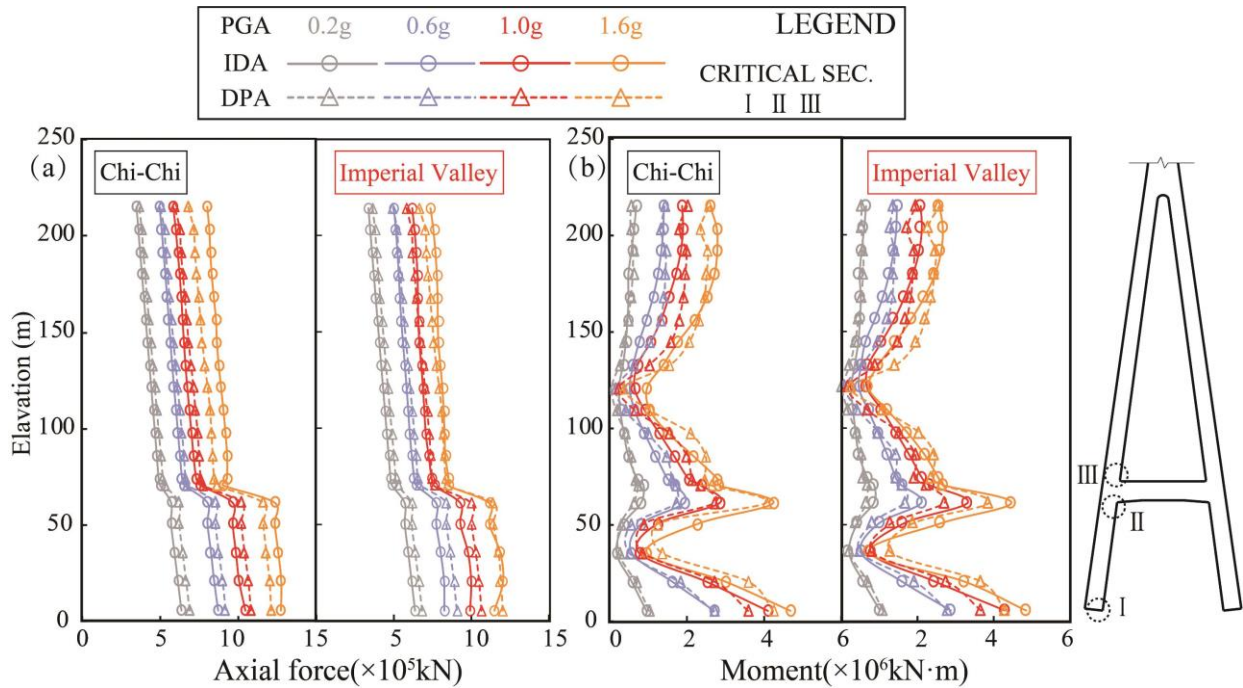 PGA 0.2g 0.6g 1.0g 1.6g LEGEND
IDA
CRITICAL SEC.
DPA
I II III
250
200
150
100
50
0
Elavation (m)
(a)
Chi-Chi
Imperial Valley
0 5 10 15 5 10 15
Axial force(×10⁵kN)
250
200
150
100
50
0
(b)
Chi-Chi
Imperial Valley
0 2 4 6 2 4 6
Moment(×10⁶kN·m)
III
II
I